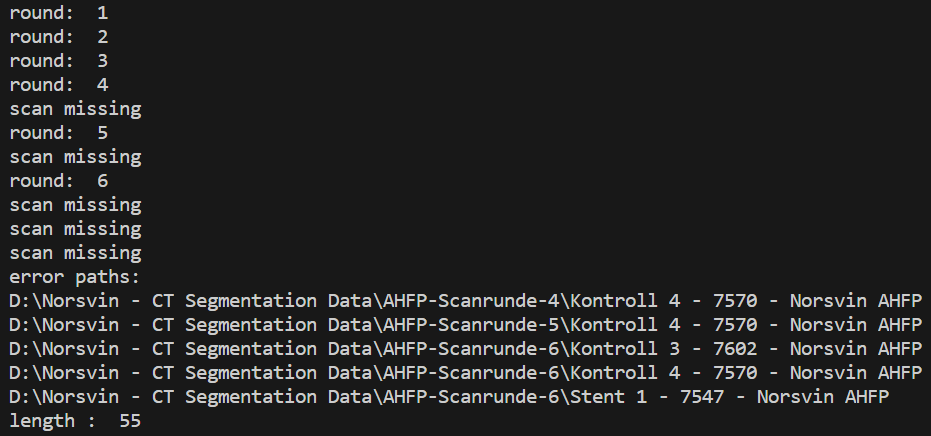 round:  1
round:  2
round:  3
round:  4
scan missing
round:  5
scan missing
round:  6
scan missing
scan missing
scan missing
error paths:
D:\Norsvin - CT Segmentation Data\AHFP-Scanrunde-4\Kontroll 4 - 7570 - Norsvin AHFP
D:\Norsvin - CT Segmentation Data\AHFP-Scanrunde-5\Kontroll 4 - 7570 - Norsvin AHFP
D:\Norsvin - CT Segmentation Data\AHFP-Scanrunde-6\Kontroll 3 - 7602 - Norsvin AHFP
D:\Norsvin - CT Segmentation Data\AHFP-Scanrunde-6\Kontroll 4 - 7570 - Norsvin AHFP
D:\Norsvin - CT Segmentation Data\AHFP-Scanrunde-6\Stent 1 - 7547 - Norsvin AHFP
length :  55